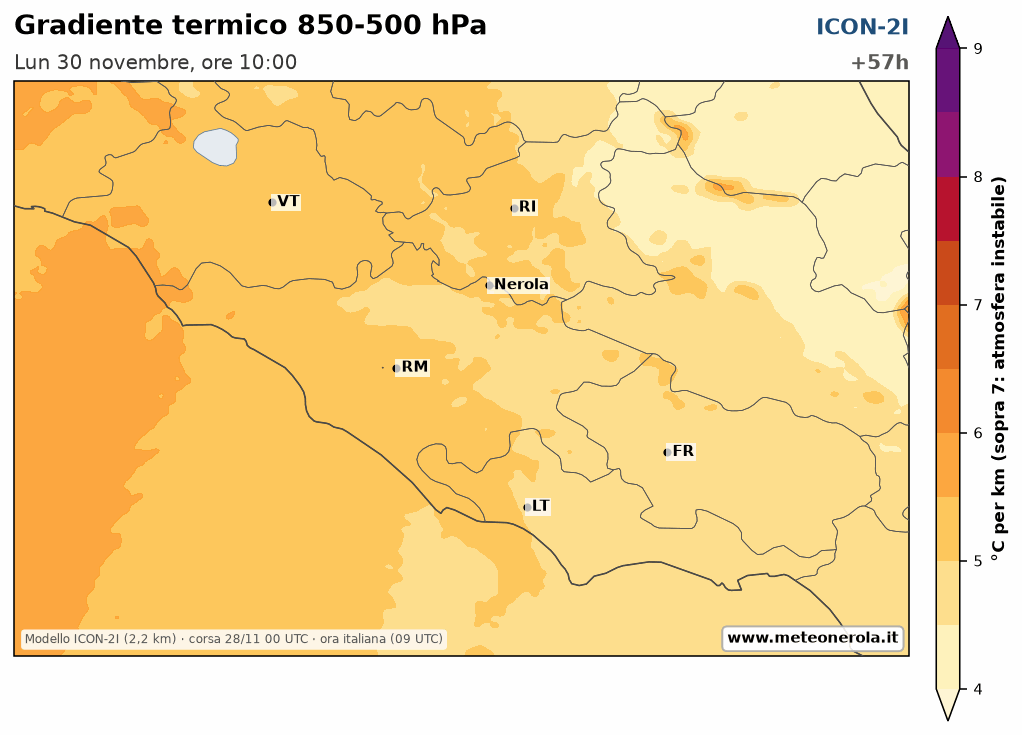 Gradiente termico 850-500 hPa
ICON-2I
Lun 30 novembre, ore 10:00
+57h
VT
RI
Nerola
RM
FR
LT
Modello ICON-2I (2,2 km) · corsa 28/11 00 UTC · ora italiana (09 UTC)
www.meteonerola.it
9
8
7
6
5
4
°C per km (sopra 7: atmosfera instabile)